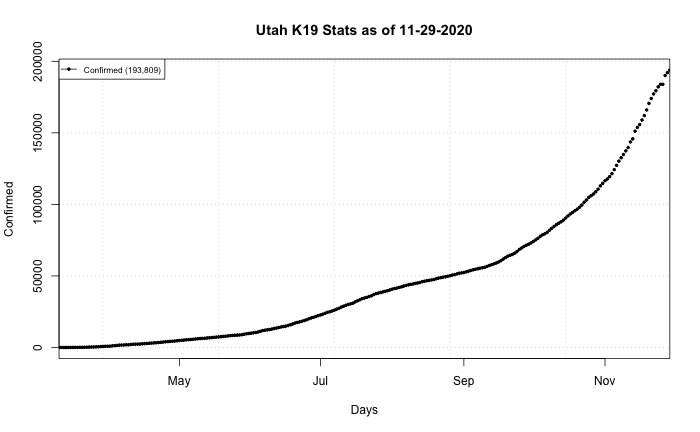 Utah K19 Stats as of 11-29-2020
Confirmed (193,809)
Confirmed
200000
150000
100000
50000
0
May Jul Sep Nov
Days